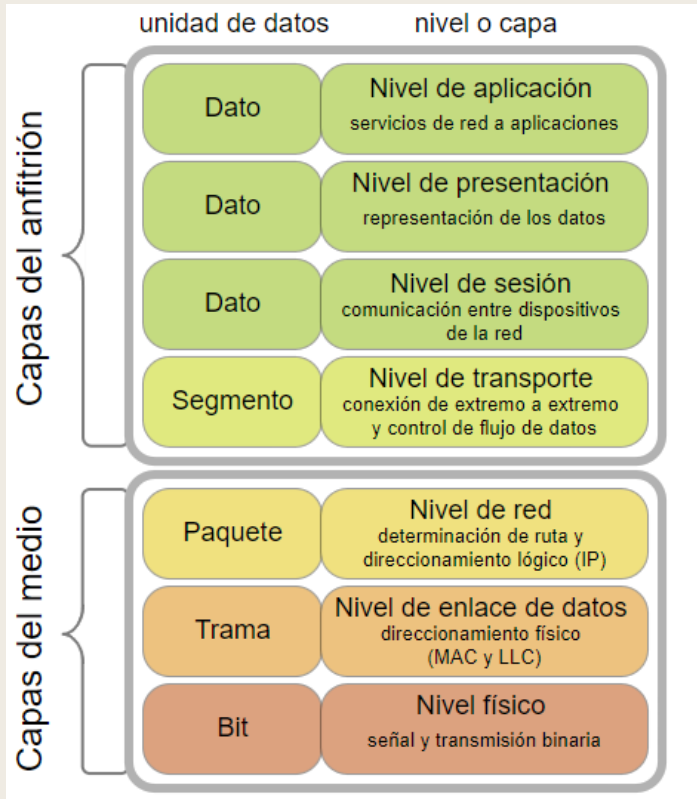 unidad de datos
nivel o capa
Capas del anfitrión
Dato
Nivel de aplicación
servicios de red a aplicaciones
Dato
Nivel de presentación
representación de los datos
Dato
Nivel de sesión
comunicación entre dispositivos
de la red
Segmento
Nivel de transporte
conexión de extremo a extremo
y control de flujo de datos
Capas del medio
Paquete
Nivel de red
determinación de ruta y
direccionamiento lógico (IP)
Trama
Nivel de enlace de datos
direccionamiento físico
(MAC y LLC)
Bit
Nivel físico
señal y transmisión binaria